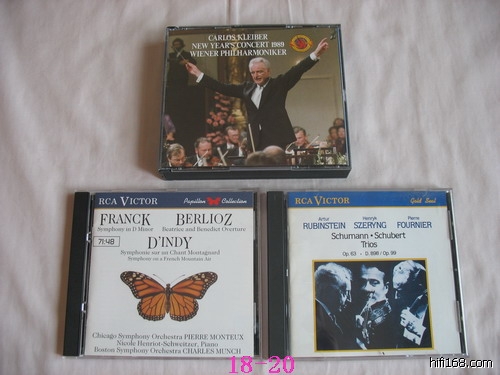 CARLOS KLEIBER
NEW YEAR'S CONCERT 1989
WIENER PHILHARMONIKER
RCA VICTOR
Papillon Collection
FRANCK
Symphony in D Minor
BERLIOZ
Beatrice and Benedict Overture
71:48
D'INDY
Symphonie sur un Chant Montagnard
Symphony on a French Mountain Air
Chicago Symphony Orchestra PIERRE MONTEUX
Nicole Henriot-Schweitzer, Piano
Boston Symphony Orchestra CHARLES MUNCH
RCA VICTOR
Gold Seal
Artur
RUBINSTEIN
Henryk
SZERYNG
Pierre
FOURNIER
Schumann • Schubert
Trios
Op. 63 • D. 898 / Op. 99
18-20
hifi168.com